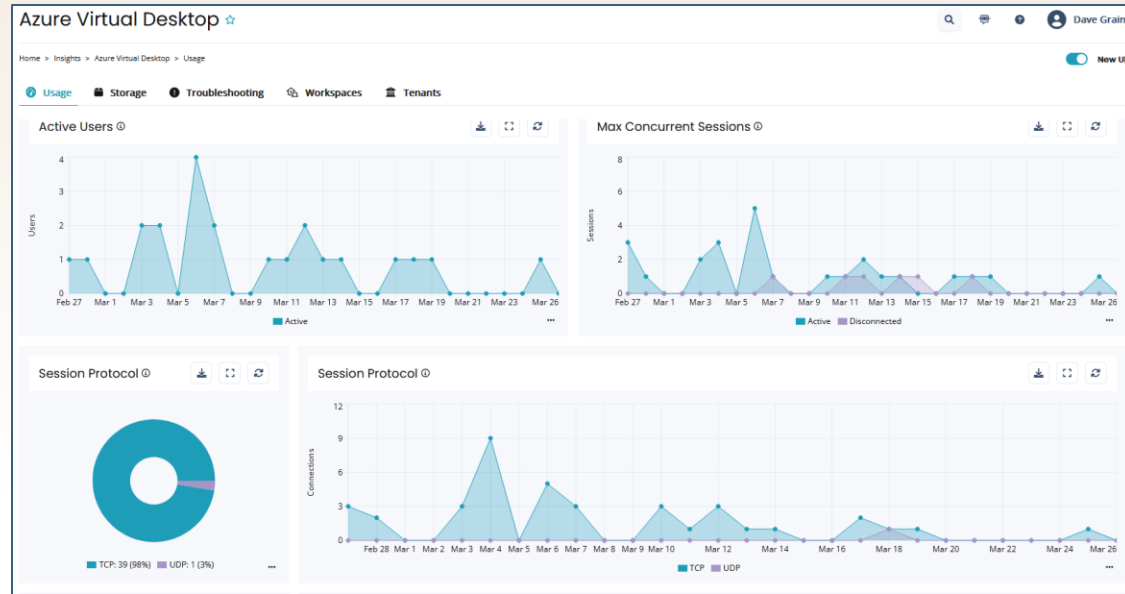 Azure Virtual Desktop
Dave Grain
Home > Insights > Azure Virtual Desktop > Usage
New U
Usage Storage Troubleshooting Workspaces Tenants
Active Users
4
3
2
1
0
Users
Feb 27 Mar 1 Mar 3 Mar 5 Mar 7 Mar 9 Mar 11 Mar 13 Mar 15 Mar 17 Mar 19 Mar 21 Mar 23 Mar 26
Active
Max Concurrent Sessions
8
6
4
2
0
Sessions
Feb 27 Mar 1 Mar 3 Mar 5 Mar 7 Mar 9 Mar 11 Mar 13 Mar 15 Mar 17 Mar 19 Mar 21 Mar 23 Mar 26
Active Disconnected
Session Protocol
TCP: 39 (98%) UDP: 1 (3%)
Session Protocol
12
9
6
3
0
Connections
Feb 28 Mar 1 Mar 2 Mar 3 Mar 4 Mar 5 Mar 6 Mar 7 Mar 8 Mar 9 Mar 10 Mar 12 Mar 14 Mar 16 Mar 18 Mar 20 Mar 22 Mar 24 Mar 26
TCP UDP